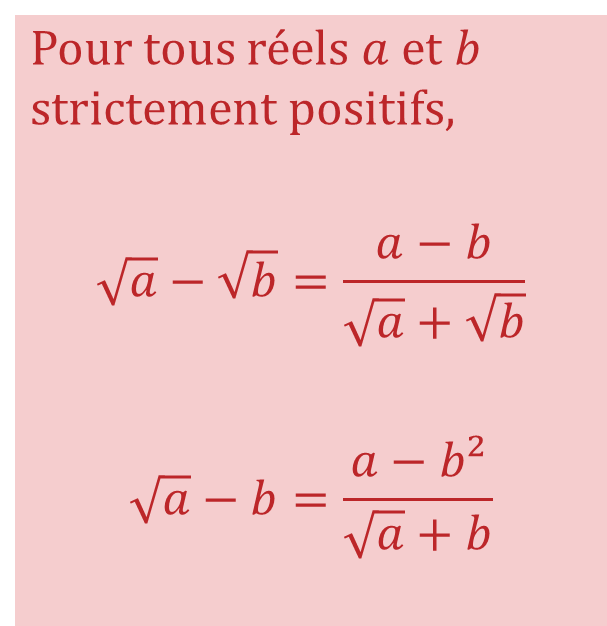 Pour tous réels a et b
strictement positifs,
√a − √b = (a − b)/(√a + √b)
√a − b = (a − b²)/(√a + b)